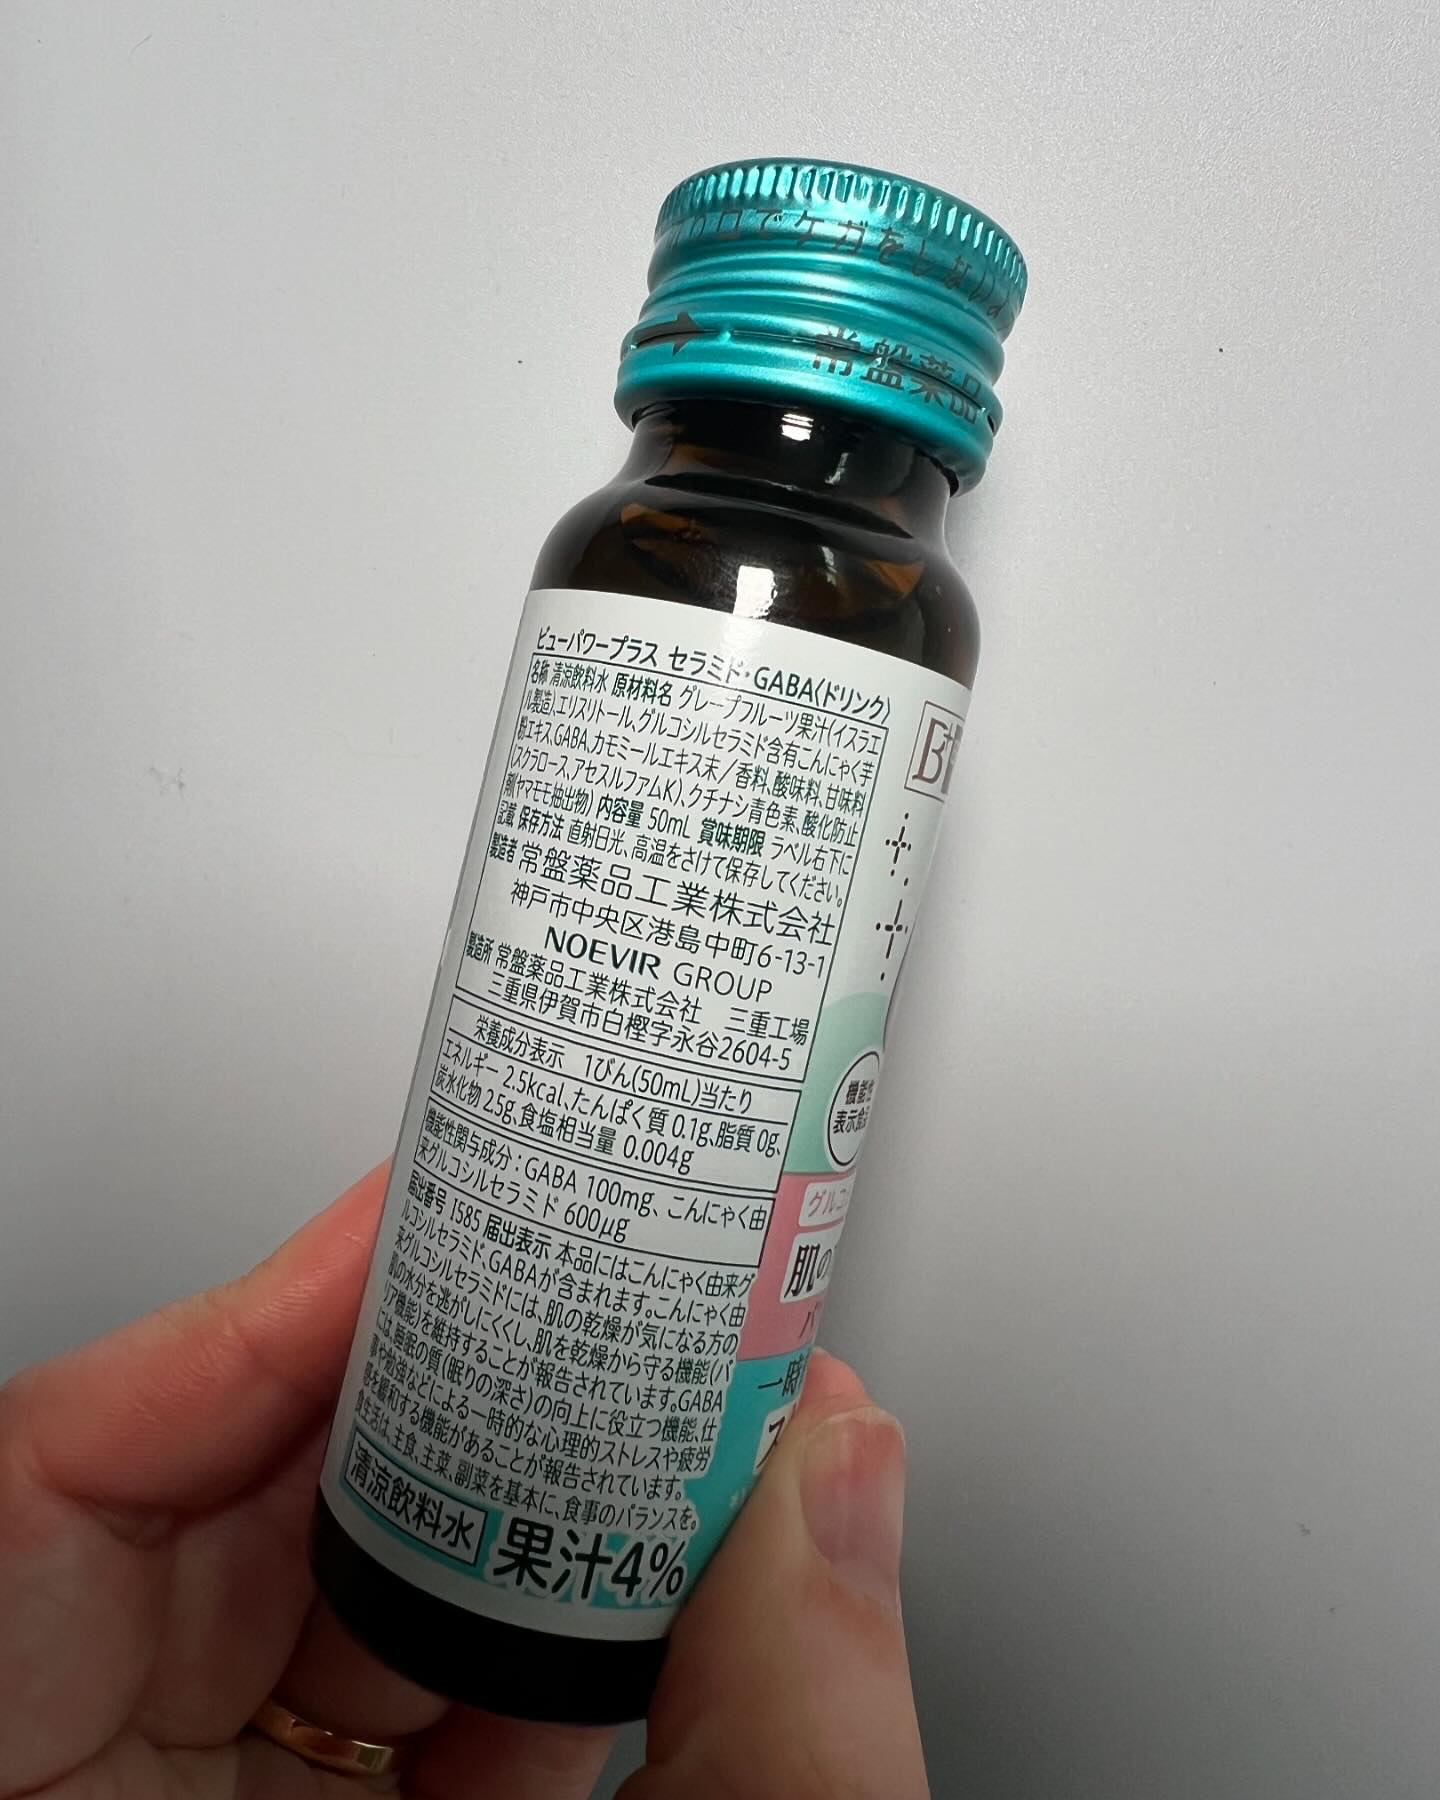 口でケガをしない
常盤薬品
ビューパワープラス セラミド・GABA〈ドリンク〉
名称 清涼飲料水 原材料名 グレープフルーツ果汁(イスラエ
ル製造)、エリスリトール、グルコシルセラミド含有こんにゃく芋
粉エキス、GABA、カモミールエキス末／香料、酸味料、甘味料
(スクラロース、アセスルファムK)、クチナシ青色素、酸化防止
剤(ヤマモモ抽出物) 内容量 50mL 賞味期限 ラベル右下に
記載 保存方法 直射日光、高温をさけて保存してください。
製造者 常盤薬品工業株式会社
神戸市中央区港島中町6-13-1
NOEVIR GROUP
製造所 常盤薬品工業株式会社 三重工場
三重県伊賀市白樫字永谷2604-5
栄養成分表示 1びん(50mL)当たり
エネルギー 2.5kcal、たんぱく質 0.1g、脂質 0g、
炭水化物 2.5g、食塩相当量 0.004g
機能性関与成分：GABA 100mg、こんにゃく由
来グルコシルセラミド 600μg
届出番号 I585 届出表示 本品にはこんにゃく由来グ
ルコシルセラミド、GABAが含まれます。こんにゃく由
来グルコシルセラミドには、肌の乾燥が気になる方の
肌の水分を逃がしにくくし、肌を乾燥から守る機能(バ
リア機能)を維持することが報告されています。GABA
には、睡眠の質(眠りの深さ)の向上に役立つ機能、仕
事や勉強などによる一時的な心理的ストレスや疲労
感を緩和する機能があることが報告されています。
食生活は、主食、主菜、副菜を基本に、食事のバランスを。
清涼飲料水 果汁4%
機能性
表示食品
グルコ
肌の
一時